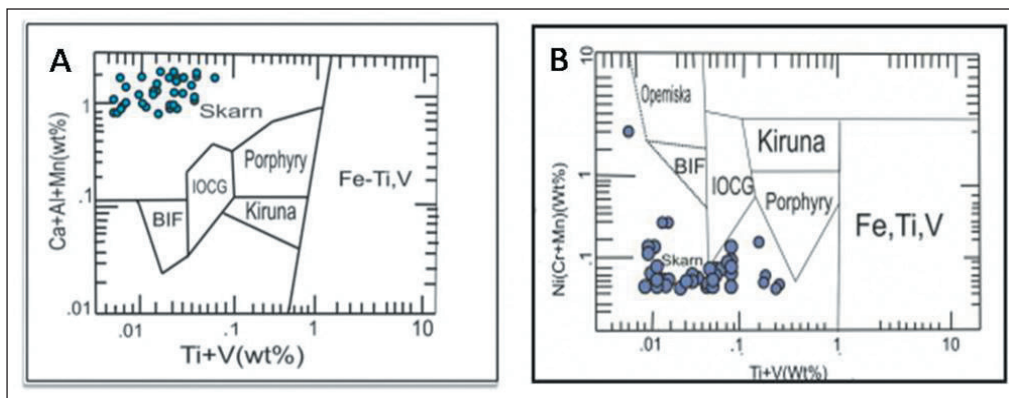 A
Ca+Al+Mn(wt%)
1
.1
.01
Skarn
Porphyry
IOCG
BIF
Kiruna
Fe-Ti,V
.01
.1
1
10
Ti+V(wt%)
B
Ni(Cr+Mn)(Wt%)
10
1
.1
Opemiska
BIF
IOCG
Kiruna
Porphyry
Skarn
Fe,Ti,V
.01
.1
1
10
Ti+V(Wt%)